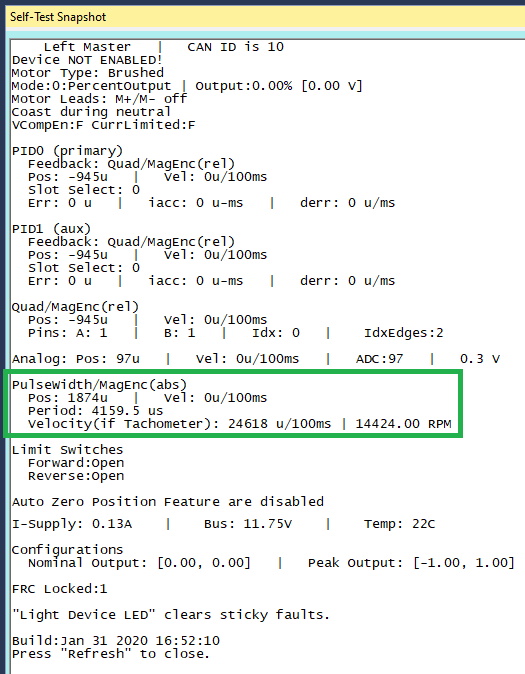 Self-Test Snapshot
Left Master | CAN ID is 10
Device NOT ENABLED!
Motor Type: Brushed
Mode:0:PercentOutput | Output:0.00% [0.00 V]
Motor Leads: M+/M- off
Coast during neutral
VCompEn:F CurrLimited:F
PID0 (primary)
Feedback: Quad/MagEnc(rel)
Pos: -945u | Vel: 0u/100ms
Slot Select: 0
Err: 0 u | iacc: 0 u-ms | derr: 0 u/ms
PID1 (aux)
Feedback: Quad/MagEnc(rel)
Pos: -945u | Vel: 0u/100ms
Slot Select: 0
Err: 0 u | iacc: 0 u-ms | derr: 0 u/ms
Quad/MagEnc(rel)
Pos: -945u | Vel: 0u/100ms
Pins: A: 1 | B: 1 | Idx: 0 | IdxEdges:2
Analog: Pos: 97u | Vel: 0u/100ms | ADC:97 | 0.3 V
PulseWidth/MagEnc(abs)
Pos: 1874u | Vel: 0u/100ms
Period: 4159.5 us
Velocity(if Tachometer): 24618 u/100ms | 14424.00 RPM
Limit Switches
Forward:Open
Reverse:Open
Auto Zero Position Feature are disabled
I-Supply: 0.13A | Bus: 11.75V | Temp: 22C
Configurations
Nominal Output: [0.00, 0.00] | Peak Output: [-1.00, 1.00]
FRC Locked:1
"Light Device LED" clears sticky faults.
Build:Jan 31 2020 16:52:10
Press "Refresh" to close.